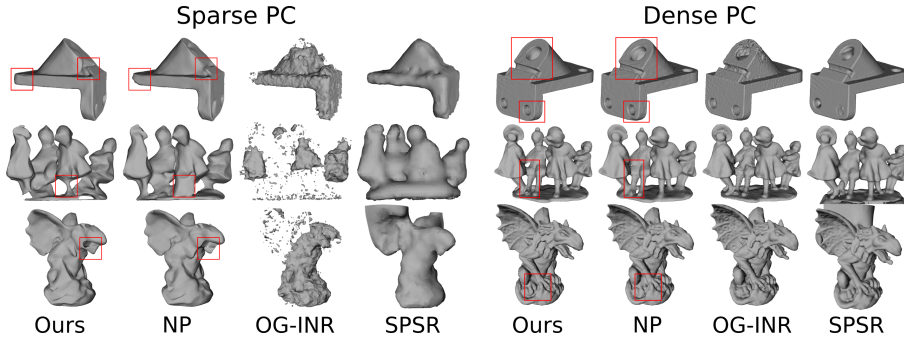 Sparse PC Dense PC
Ours NP OG-INR SPSR Ours NP OG-INR SPSR